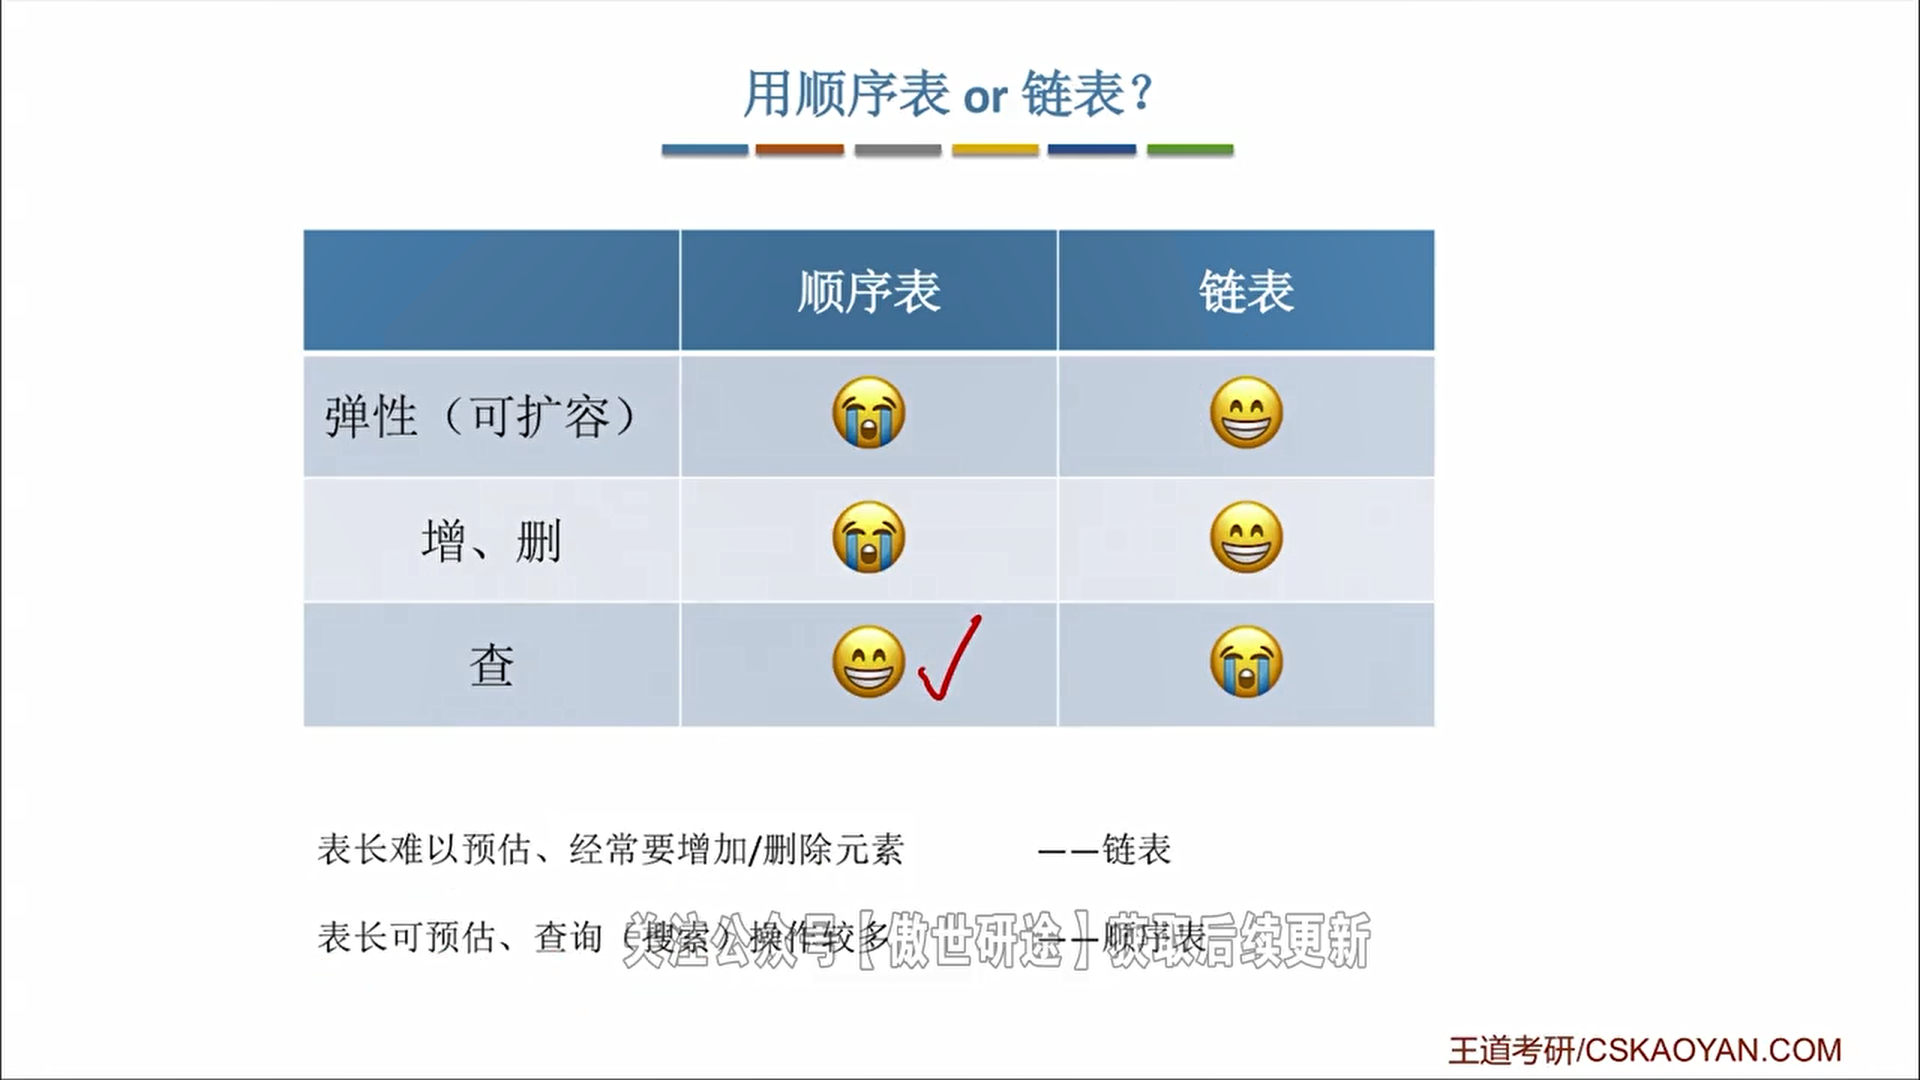 用顺序表 or 链表？
顺序表 链表
弹性（可扩容）
增、删
查
表长难以预估、经常要增加/删除元素 ——链表
表长可预估、查询（搜索）操作较多 ——顺序表
关注公众号【傲世研途】获取后续更新
王道考研/CSKAOYAN.COM